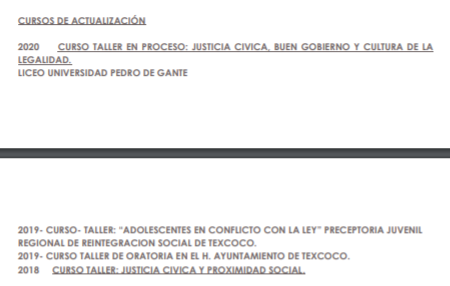 CURSOS DE ACTUALIZACIÓN
2020 CURSO TALLER EN PROCESO: JUSTICIA CIVICA, BUEN GOBIERNO Y CULTURA DE LA
LEGALIDAD.
LICEO UNIVERSIDAD PEDRO DE GANTE
2019- CURSO- TALLER: "ADOLESCENTES EN CONFLICTO CON LA LEY" PRECEPTORIA JUVENIL
REGIONAL DE REINTEGRACION SOCIAL DE TEXCOCO.
2019- CURSO TALLER DE ORATORIA EN EL H. AYUNTAMIENTO DE TEXCOCO.
2018 CURSO TALLER: JUSTICIA CIVICA Y PROXIMIDAD SOCIAL.